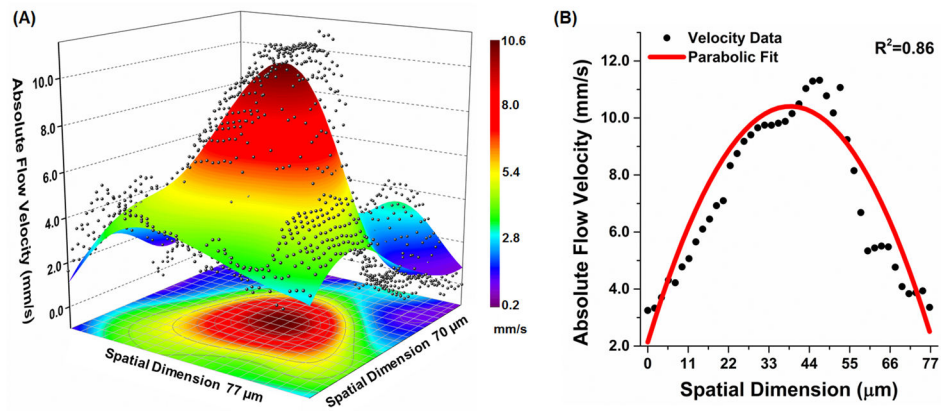 (A)
Absolute Flow Velocity (mm/s)
10.0
8.0
6.0
4.0
2.0
0.0
Spatial Dimension 77 µm
Spatial Dimension 70 µm
10.6
8.0
6.0
4.0
2.8
0.2
mm/s
(B)
Velocity Data
Parabolic Fit
R²=0.86
Absolute Flow Velocity (mm/s)
12.0
10.0
8.0
6.0
4.0
2.0
0 11 22 33 44 55 66 77
Spatial Dimension (µm)